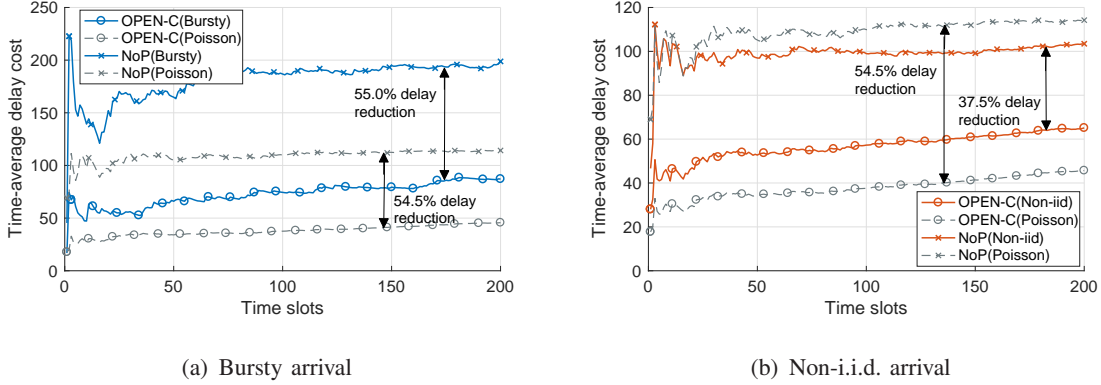 250
200
150
100
50
0
Time-average delay cost
OPEN-C(Bursty)
OPEN-C(Poisson)
NoP(Bursty)
NoP(Poisson)
55.0% delay
reduction
54.5% delay
reduction
0 50 100 150 200
Time slots
(a) Bursty arrival
120
100
80
60
40
20
0
Time-average delay cost
54.5% delay
reduction
37.5% delay
reduction
OPEN-C(Non-iid)
OPEN-C(Poisson)
NoP(Non-iid)
NoP(Poisson)
0 50 100 150 200
Time slots
(b) Non-i.i.d. arrival